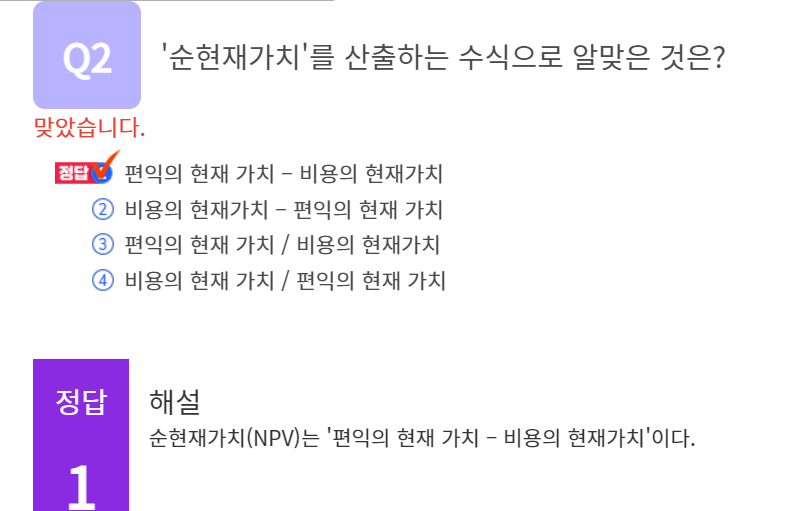 Q2 '순현재가치'를 산출하는 수식으로 알맞은 것은?
맞았습니다.
정답 편익의 현재 가치 – 비용의 현재가치
② 비용의 현재가치 – 편익의 현재 가치
③ 편익의 현재 가치 / 비용의 현재가치
④ 비용의 현재 가치 / 편익의 현재 가치
정답 해설
순현재가치(NPV)는 '편익의 현재 가치 – 비용의 현재가치'이다.
1